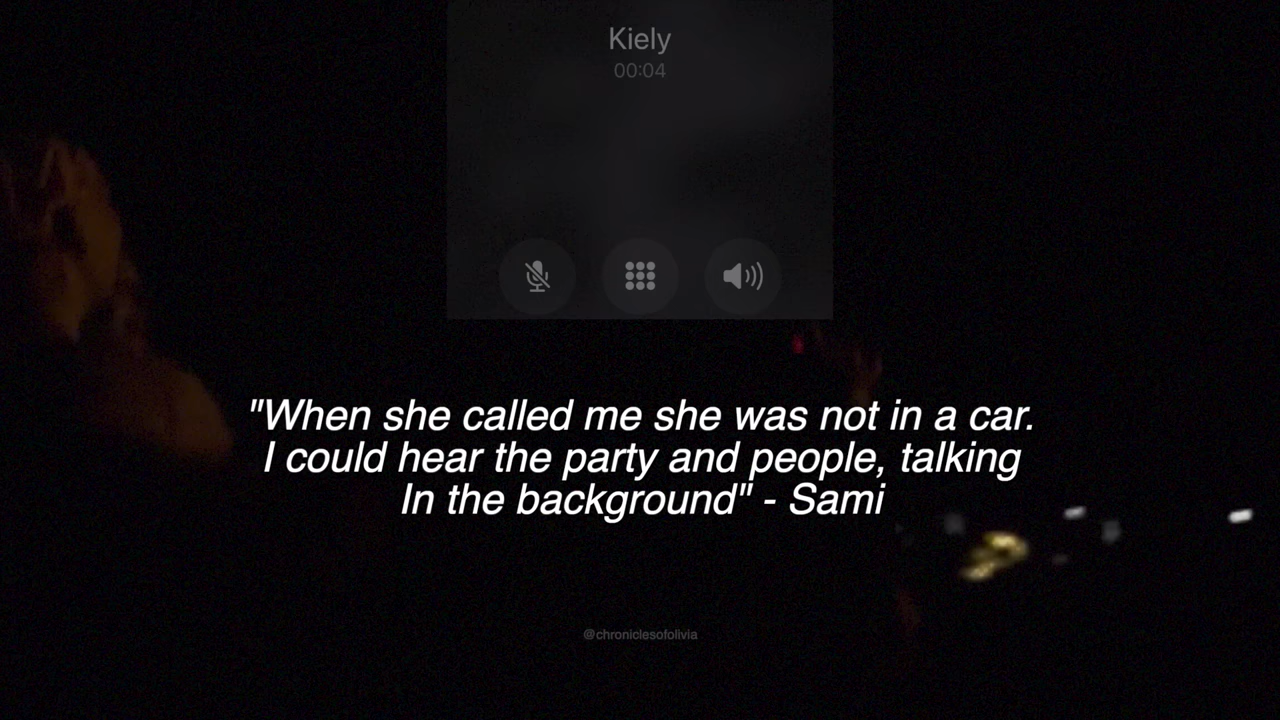 Kiely
00:04
"When she called me she was not in a car.
I could hear the party and people, talking
In the background" - Sami
@chroniclesofolivia